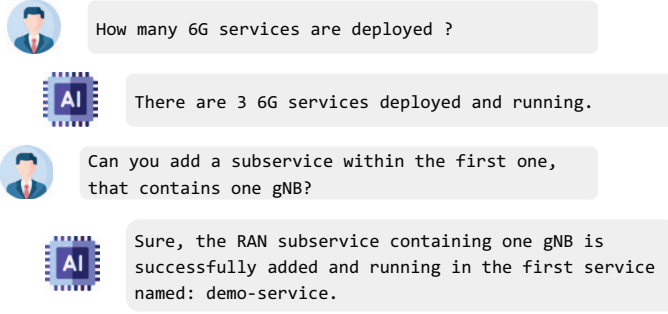 How many 6G services are deployed ?
AI
There are 3 6G services deployed and running.
Can you add a subservice within the first one,
that contains one gNB?
AI
Sure, the RAN subservice containing one gNB is
successfully added and running in the first service
named: demo-service.